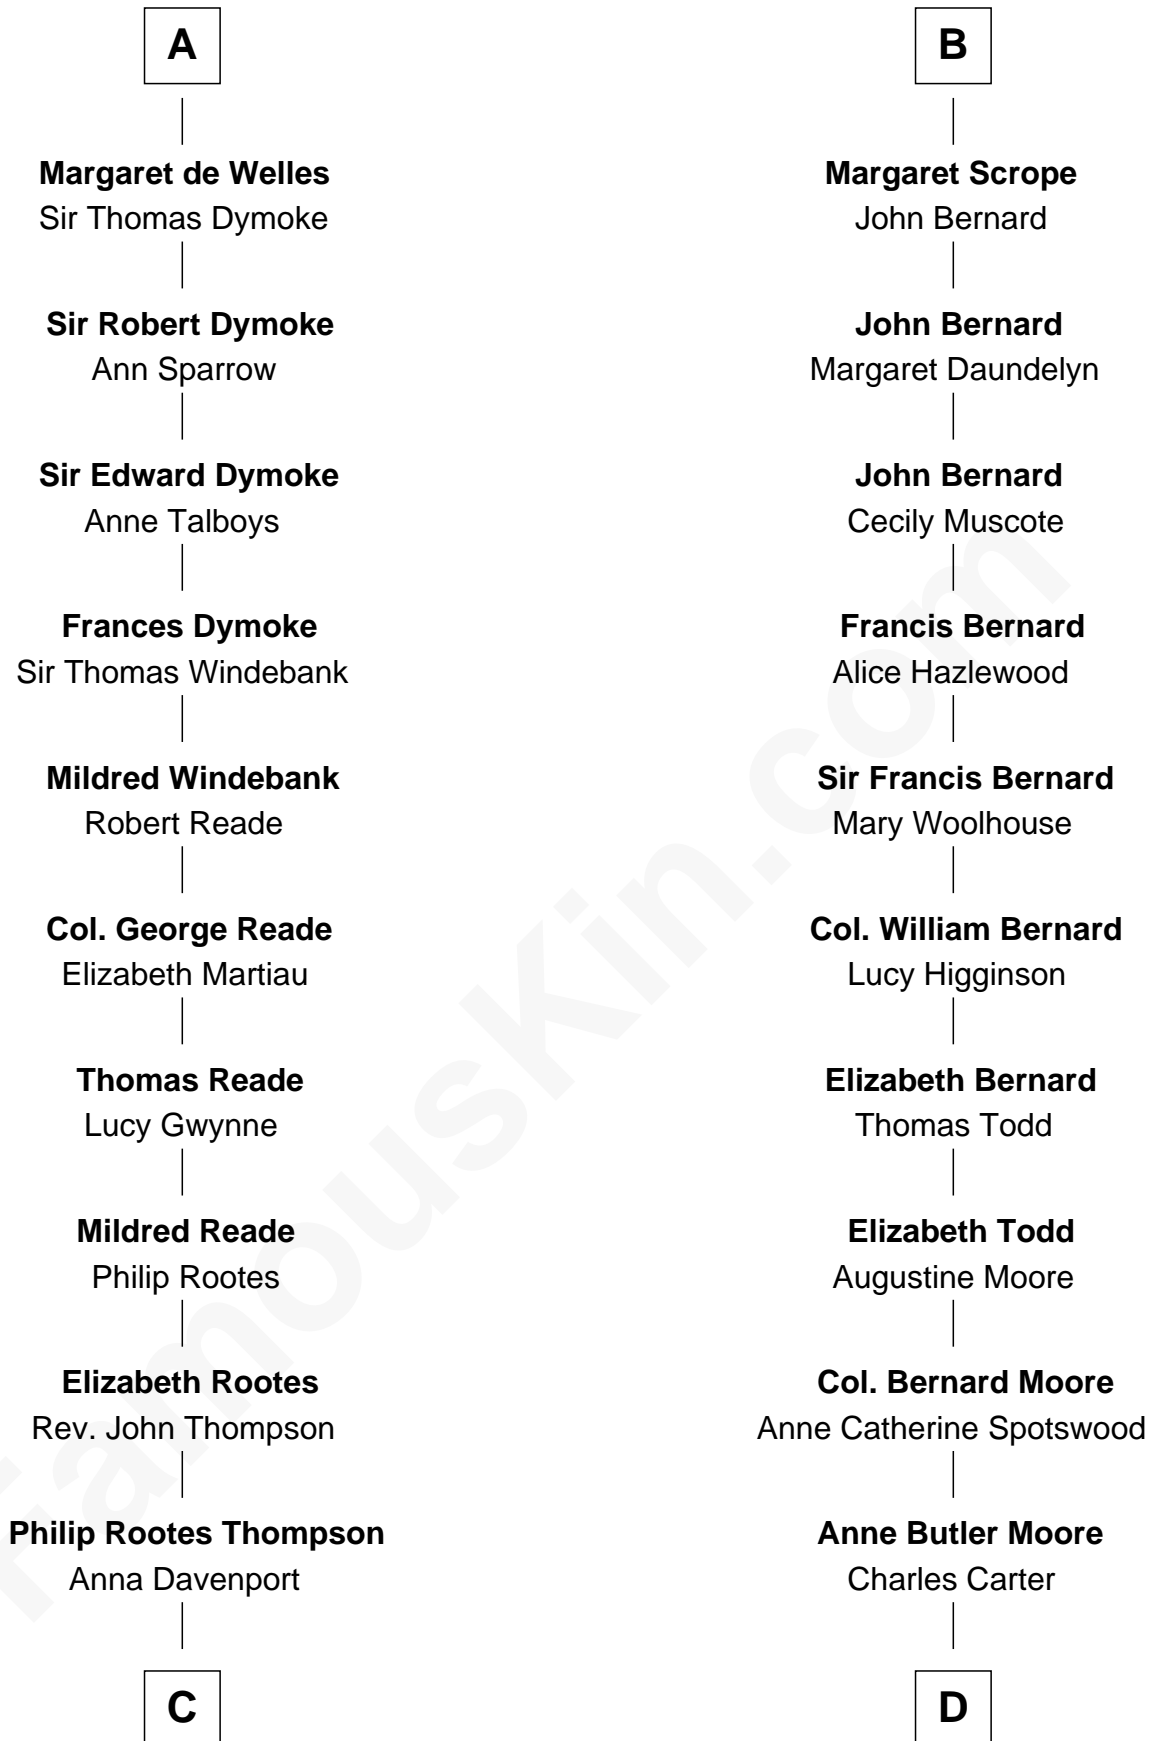 A
Margaret de Welles
Sir Thomas Dymoke
Sir Robert Dymoke
Ann Sparrow
Sir Edward Dymoke
Anne Talboys
Frances Dymoke
Sir Thomas Windebank
Mildred Windebank
Robert Reade
Col. George Reade
Elizabeth Martiau
Thomas Reade
Lucy Gwynne
Mildred Reade
Philip Rootes
Elizabeth Rootes
Rev. John Thompson
Philip Rootes Thompson
Anna Davenport
C
B
Margaret Scrope
John Bernard
John Bernard
Margaret Daundelyn
John Bernard
Cecily Muscote
Francis Bernard
Alice Hazlewood
Sir Francis Bernard
Mary Woolhouse
Col. William Bernard
Lucy Higginson
Elizabeth Bernard
Thomas Todd
Elizabeth Todd
Augustine Moore
Col. Bernard Moore
Anne Catherine Spotswood
Anne Butler Moore
Charles Carter
D
FamousKin.com